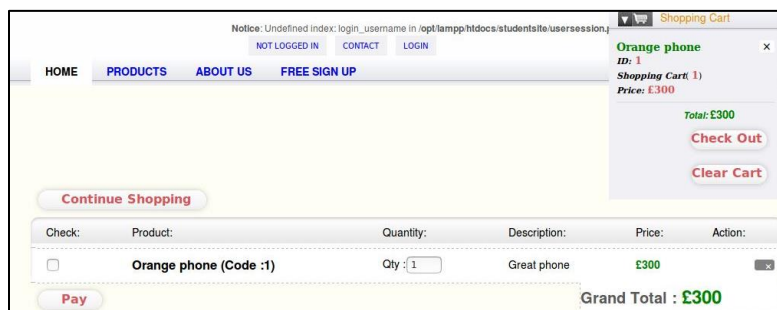 Notice: Undefined index: login_username in /opt/lampp/htdocs/studentsite/usersession.p
NOT LOGGED IN CONTACT LOGIN
HOME PRODUCTS ABOUT US FREE SIGN UP
Shopping Cart
Orange phone ×
ID: 1
Shopping Cart( 1)
Price: £300
Total: £300
Check Out
Clear Cart
Continue Shopping
Check: Product: Quantity: Description: Price: Action:
Orange phone (Code :1) Qty : 1 Great phone £300 x
Pay Grand Total : £300